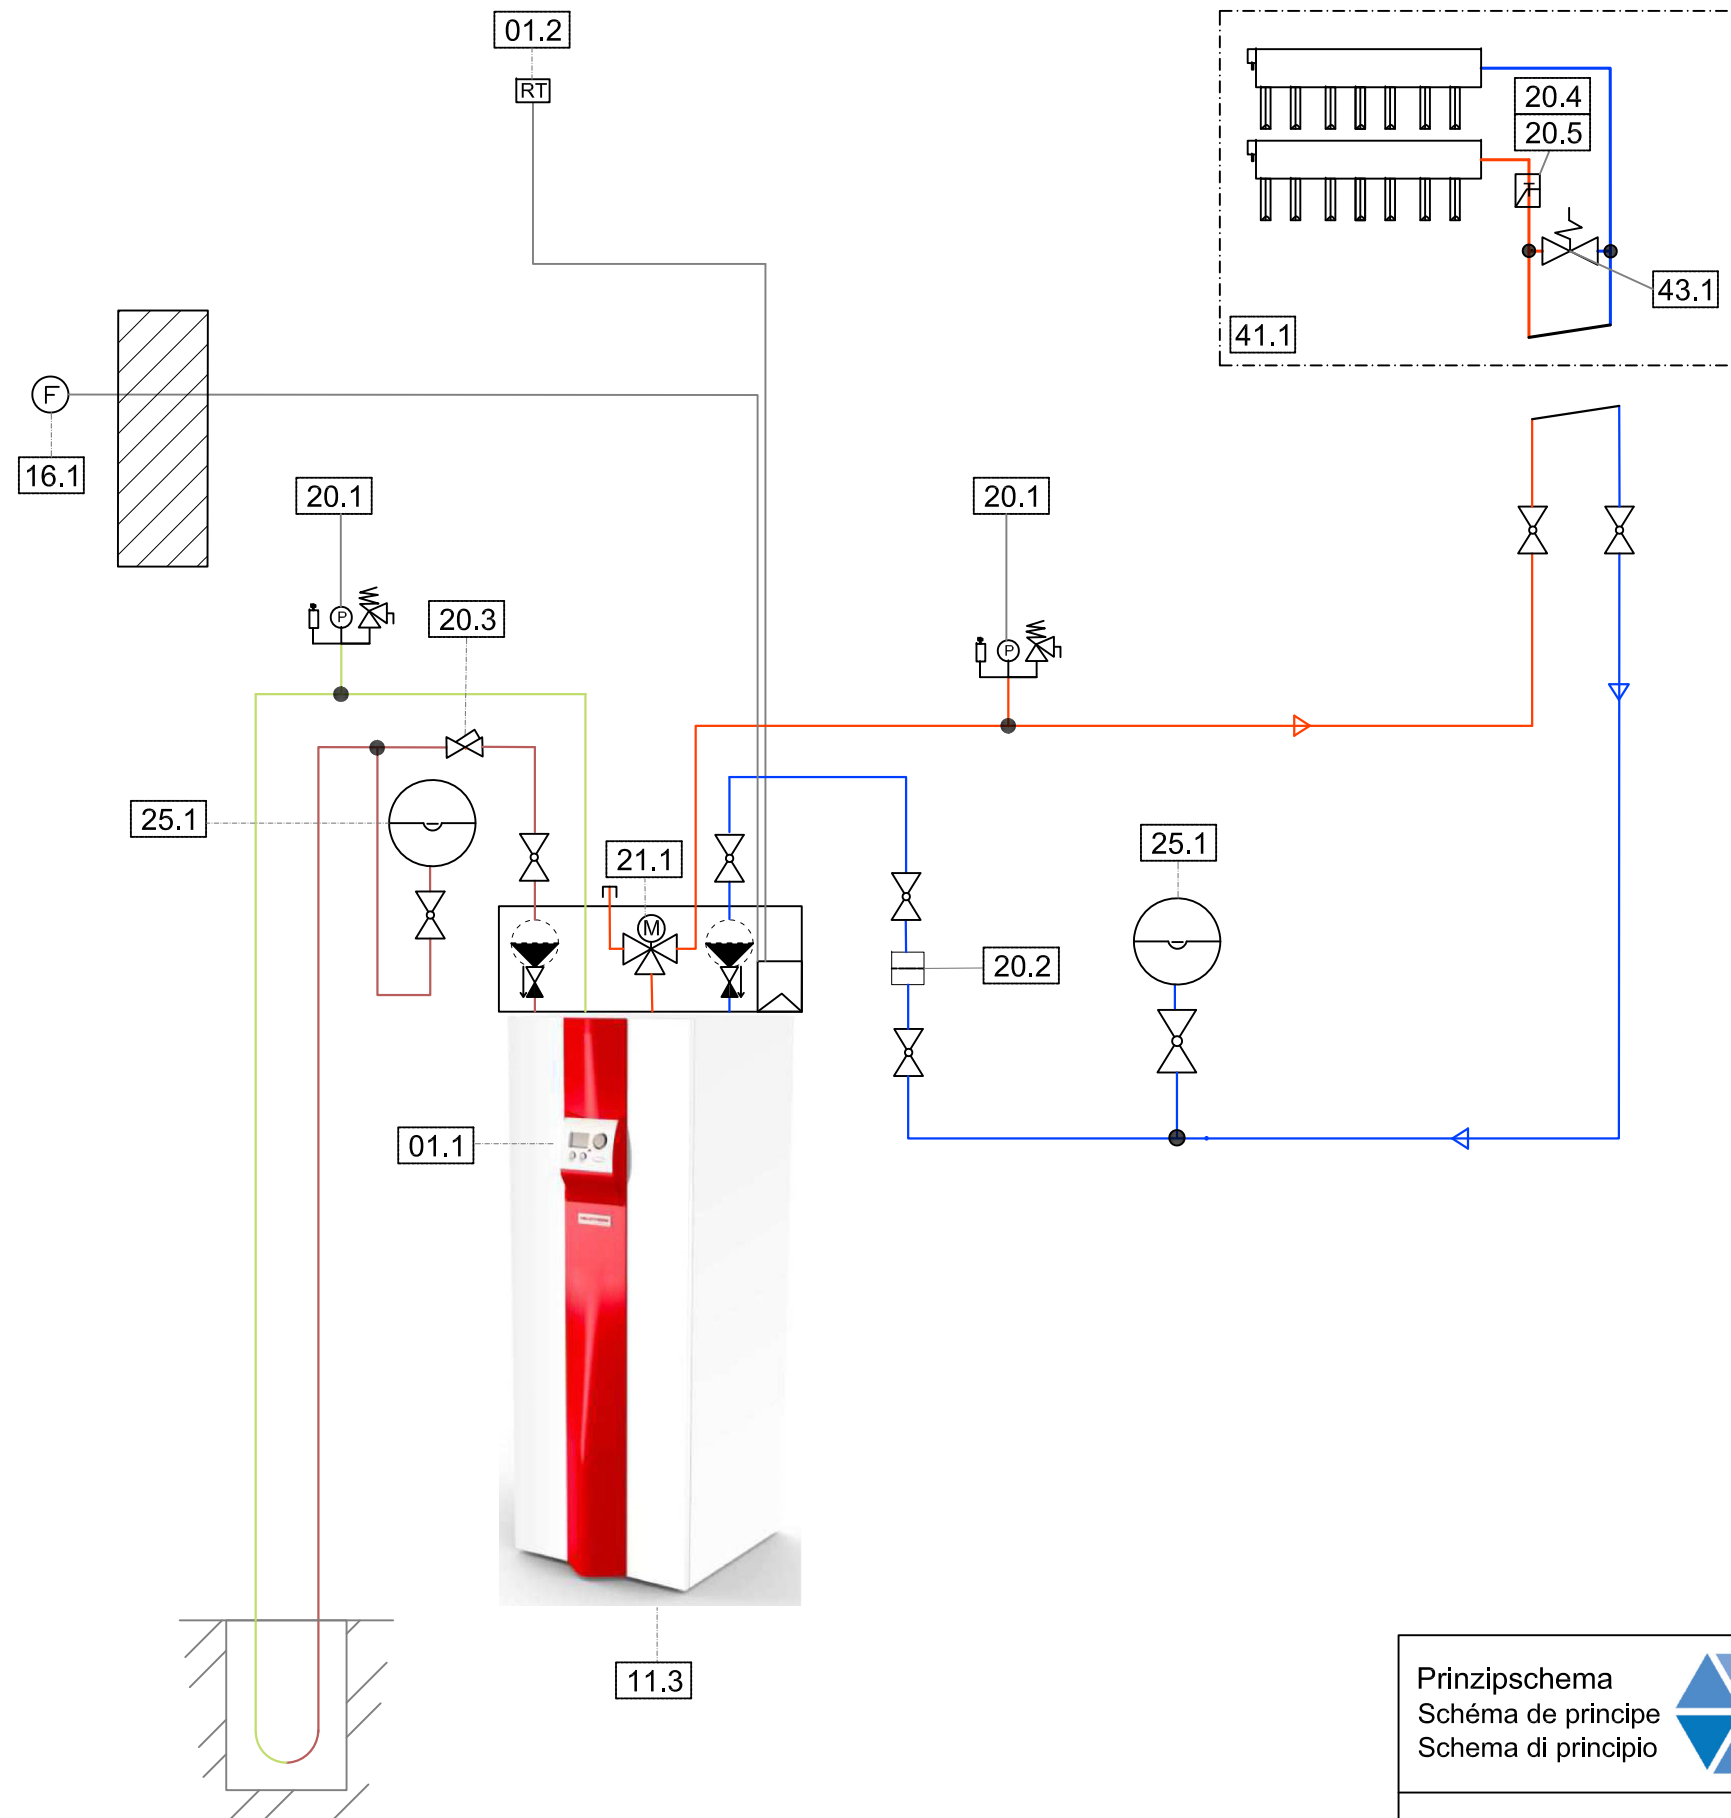 01.2
RT
20.4
20.5
43.1
41.1
F
16.1
20.1
20.1
P
20.3
P
25.1
21.1
25.1
M
20.2
01.1
11.3
Prinzipschema
Schéma de principe
Schema di principio